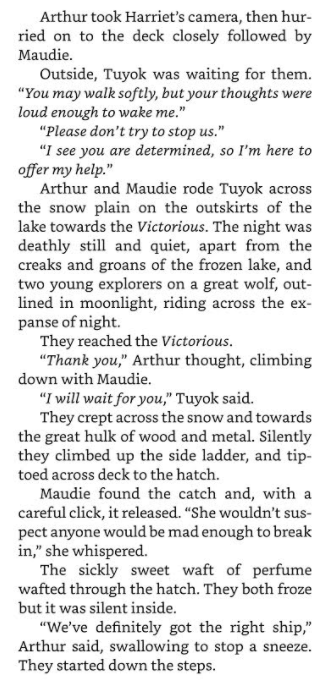 Arthur took Harriet's camera, then hur-
ried on to the deck closely followed by
Maudie.
Outside, Tuyok was waiting for them.
"You may walk softly, but your thoughts were
loud enough to wake me."
"Please don't try to stop us."
"I see you are determined, so I'm here to
offer my help."
Arthur and Maudie rode Tuyok across
the snow plain on the outskirts of the
lake towards the Victorious. The night was
deathly still and quiet, apart from the
creaks and groans of the frozen lake, and
two young explorers on a great wolf, out-
lined in moonlight, riding across the ex-
panse of night.
They reached the Victorious.
"Thank you," Arthur thought, climbing
down with Maudie.
"I will wait for you," Tuyok said.
They crept across the snow and towards
the great hulk of wood and metal. Silently
they climbed up the side ladder, and tip-
toed across deck to the hatch.
Maudie found the catch and, with a
careful click, it released. "She wouldn't sus-
pect anyone would be mad enough to break
in," she whispered.
The sickly sweet waft of perfume
wafted through the hatch. They both froze
but it was silent inside.
"We've definitely got the right ship,"
Arthur said, swallowing to stop a sneeze.
They started down the steps.